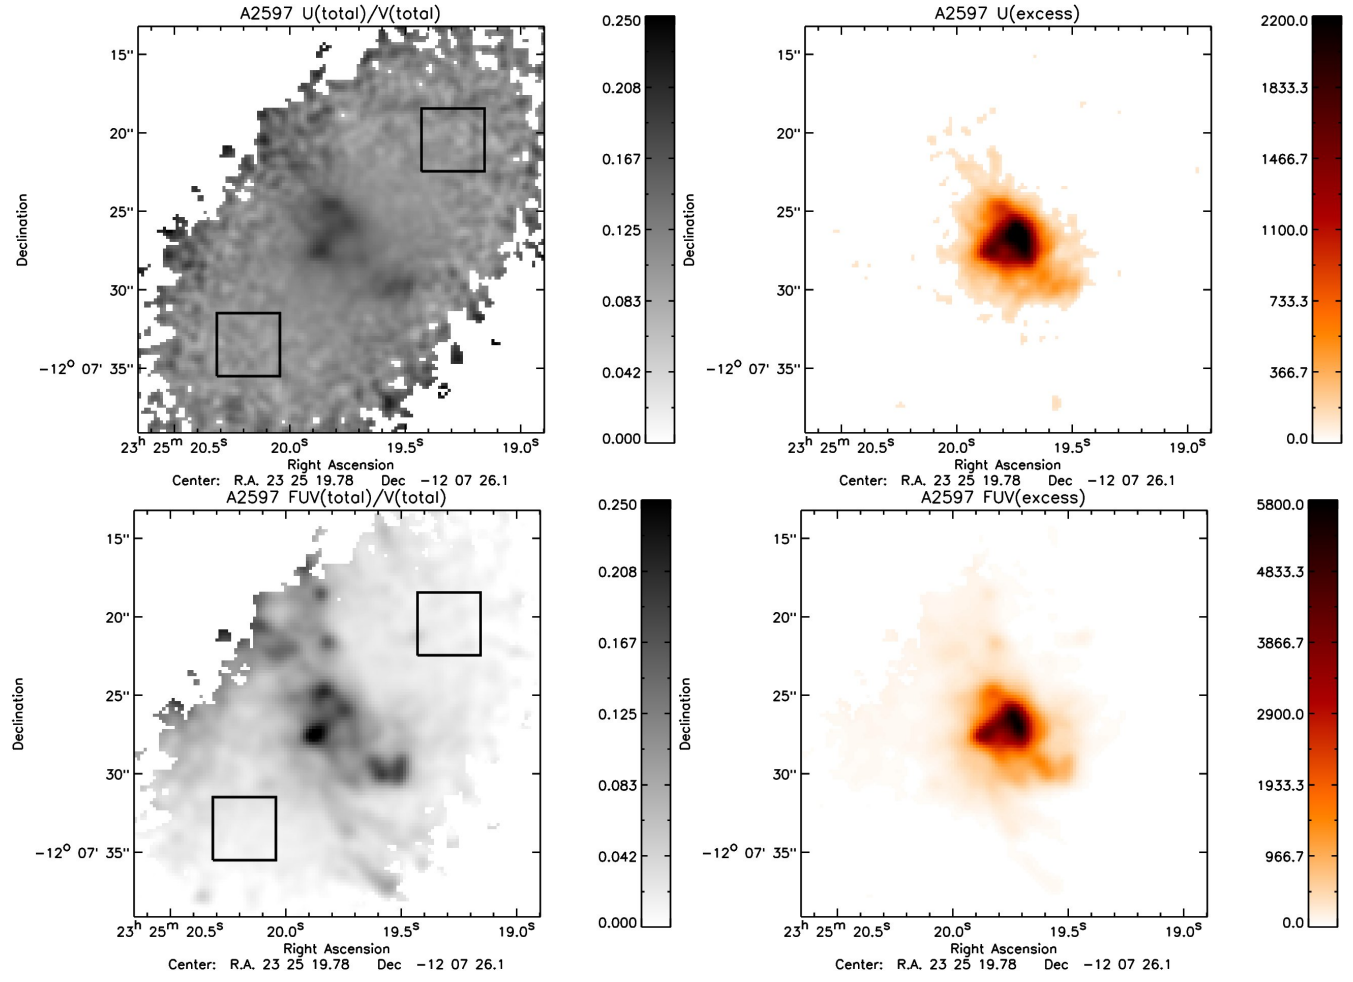 A2597 U(total)/V(total)
0.250
0.208
0.167
0.125
0.083
0.042
0.000
15"
20"
25"
30"
−12° 07' 35"
Declination
23ʰ 25ᵐ 20.5ˢ 20.0ˢ 19.5ˢ 19.0ˢ
Right Ascension
Center: R.A. 23 25 19.78 Dec −12 07 26.1
A2597 U(excess)
2200.0
1833.3
1466.7
1100.0
733.3
366.7
0.0
15"
20"
25"
30"
−12° 07' 35"
Declination
23ʰ 25ᵐ 20.5ˢ 20.0ˢ 19.5ˢ 19.0ˢ
Right Ascension
Center: R.A. 23 25 19.78 Dec −12 07 26.1
A2597 FUV(total)/V(total)
0.250
0.208
0.167
0.125
0.083
0.042
0.000
15"
20"
25"
30"
−12° 07' 35"
Declination
23ʰ 25ᵐ 20.5ˢ 20.0ˢ 19.5ˢ 19.0ˢ
Right Ascension
Center: R.A. 23 25 19.78 Dec −12 07 26.1
A2597 FUV(excess)
5800.0
4833.3
3866.7
2900.0
1933.3
966.7
0.0
15"
20"
25"
30"
−12° 07' 35"
Declination
23ʰ 25ᵐ 20.5ˢ 20.0ˢ 19.5ˢ 19.0ˢ
Right Ascension
Center: R.A. 23 25 19.78 Dec −12 07 26.1